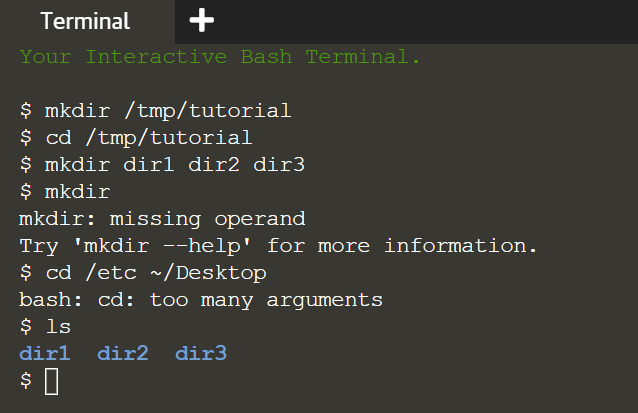 Terminal +
Your Interactive Bash Terminal.
$ mkdir /tmp/tutorial
$ cd /tmp/tutorial
$ mkdir dir1 dir2 dir3
$ mkdir
mkdir: missing operand
Try 'mkdir --help' for more information.
$ cd /etc ~/Desktop
bash: cd: too many arguments
$ ls
dir1 dir2 dir3
$